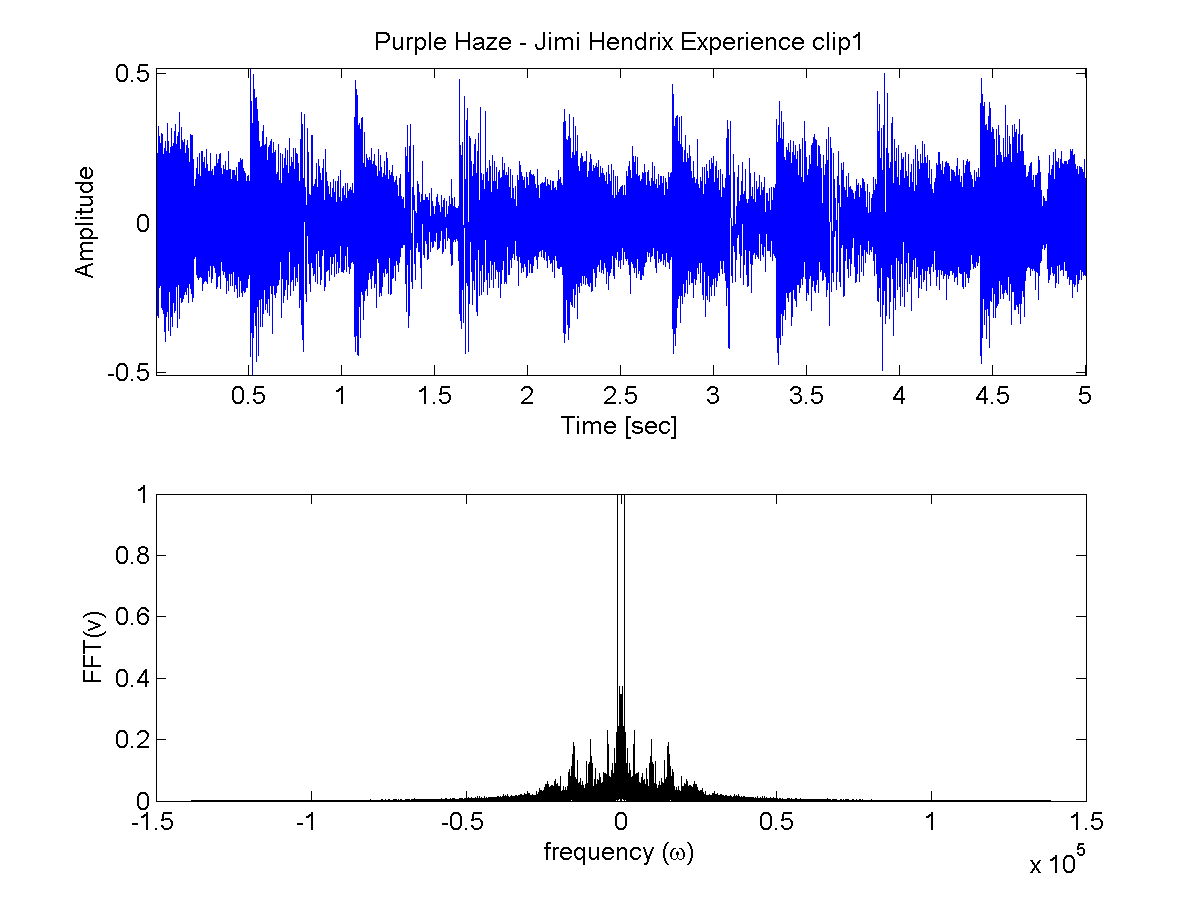 Purple Haze - Jimi Hendrix Experience clip1
0.5
0
-0.5
Amplitude
0.5 1 1.5 2 2.5 3 3.5 4 4.5 5
Time [sec]
1
0.8
0.6
0.4
0.2
0
FFT(v)
-1.5 -1 -0.5 0 0.5 1 1.5
frequency (ω)
x 10⁵